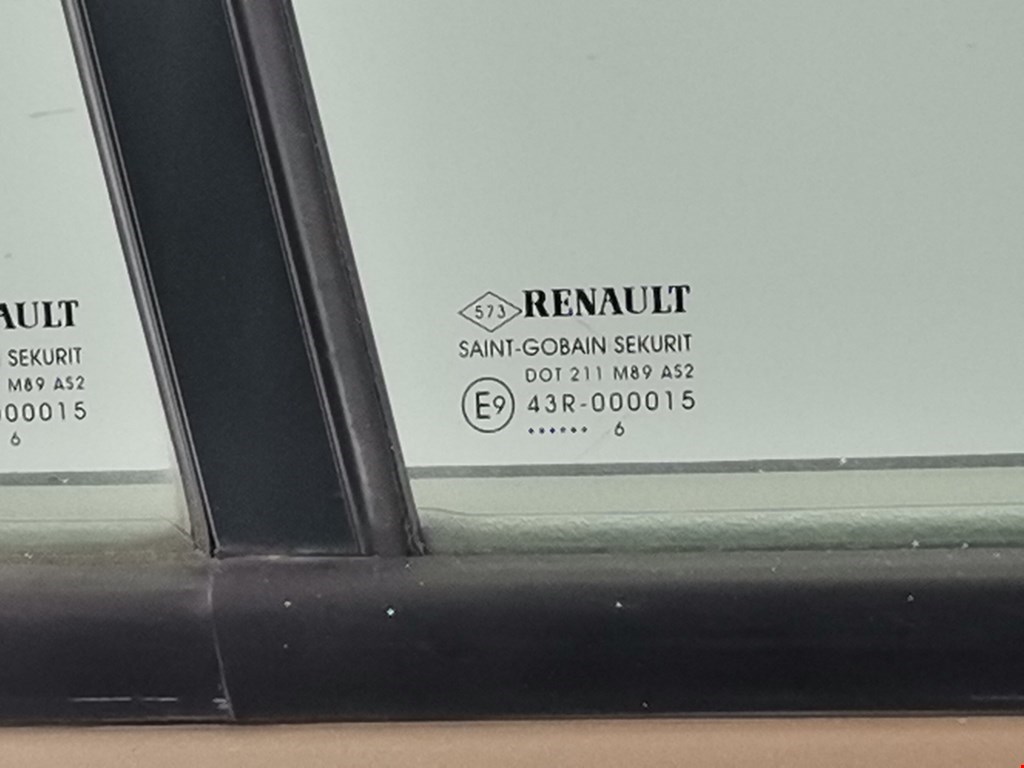 573 RENAULT
SAINT-GOBAIN SEKURIT
DOT 211 M89 AS2
E9 43R-000015
...... 6
AULT
SEKURIT
M89 AS2
000015
6